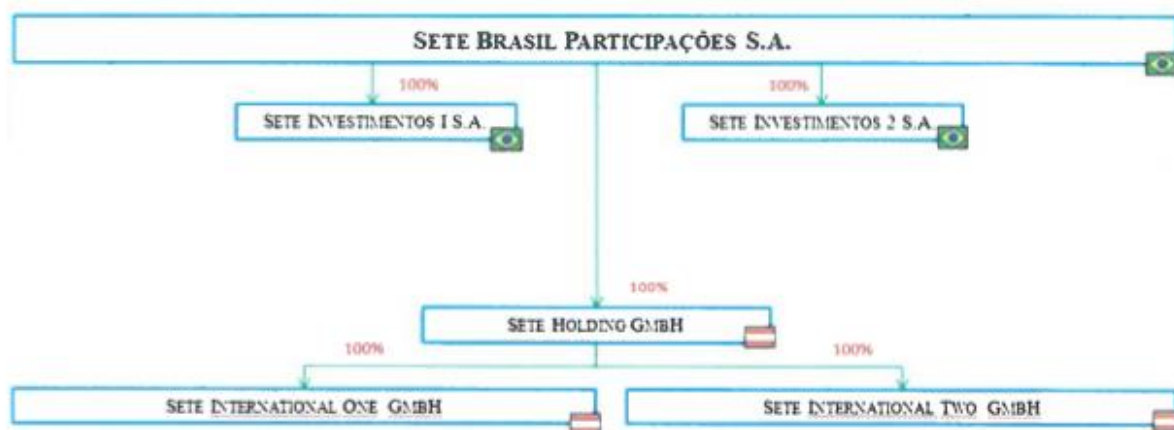 SETE BRASIL PARTICIPAÇÕES S.A.
100%
100%
SETE INVESTIMENTOS I S.A.
SETE INVESTIMENTOS 2 S.A.
100%
SETE HOLDING GMBH
100%
100%
SETE INTERNATIONAL ONE GMBH
SETE INTERNATIONAL TWO GMBH